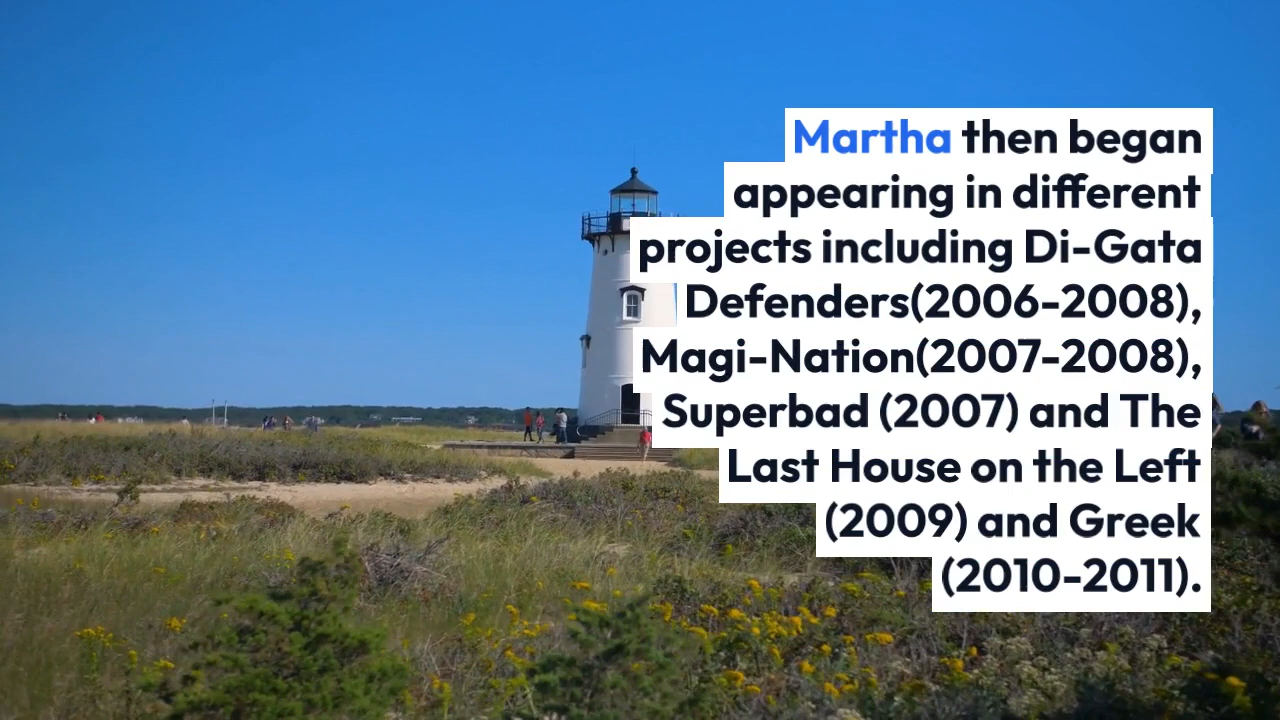 Martha then began
appearing in different
projects including Di-Gata
Defenders(2006-2008),
Magi-Nation(2007-2008),
Superbad (2007) and The
Last House on the Left
(2009) and Greek
(2010-2011).